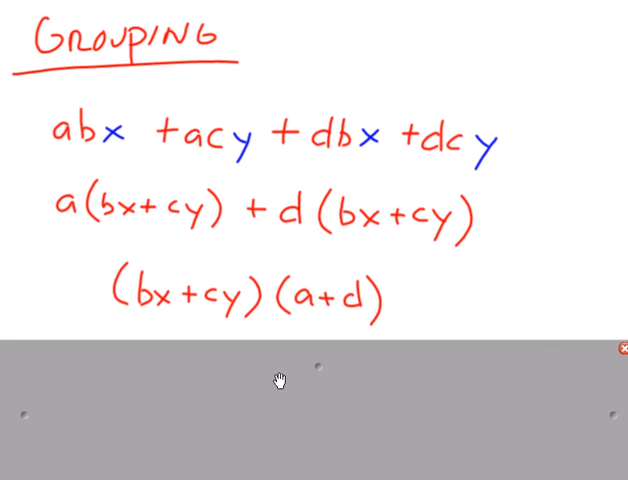 GROUPING
abx + acy + dbx + dcy
a(bx + cy) + d(bx + cy)
(bx + cy)(a + d)